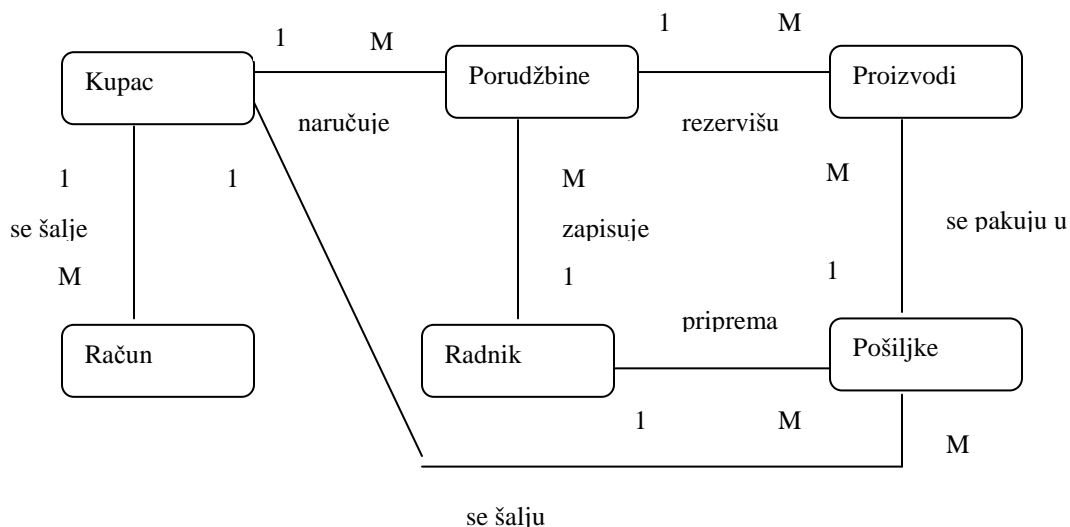 1 M
1 M
Kupac
Porudžbine
Proizvodi
naručuje
rezervišu
1
1
M
M
se šalje
zapisuje
se pakuju u
M
1
1
priprema
Račun
Radnik
Pošiljke
1 M
M
se šalju